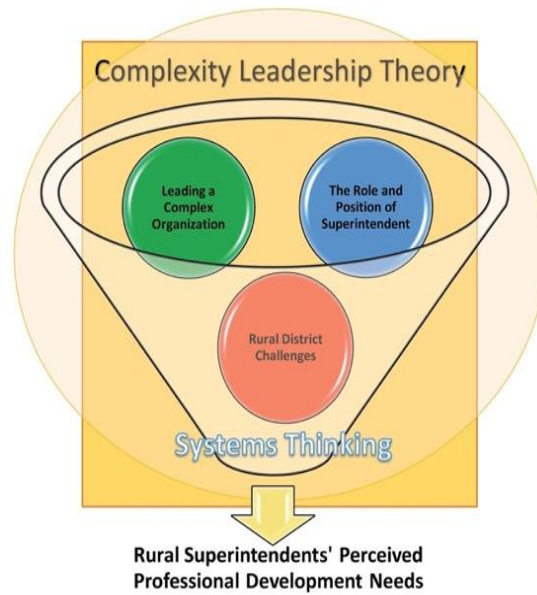 Complexity Leadership Theory
Leading a
Complex
Organization
The Role and
Position of
Superintendent
Rural District
Challenges
Systems Thinking
Rural Superintendents' Perceived
Professional Development Needs